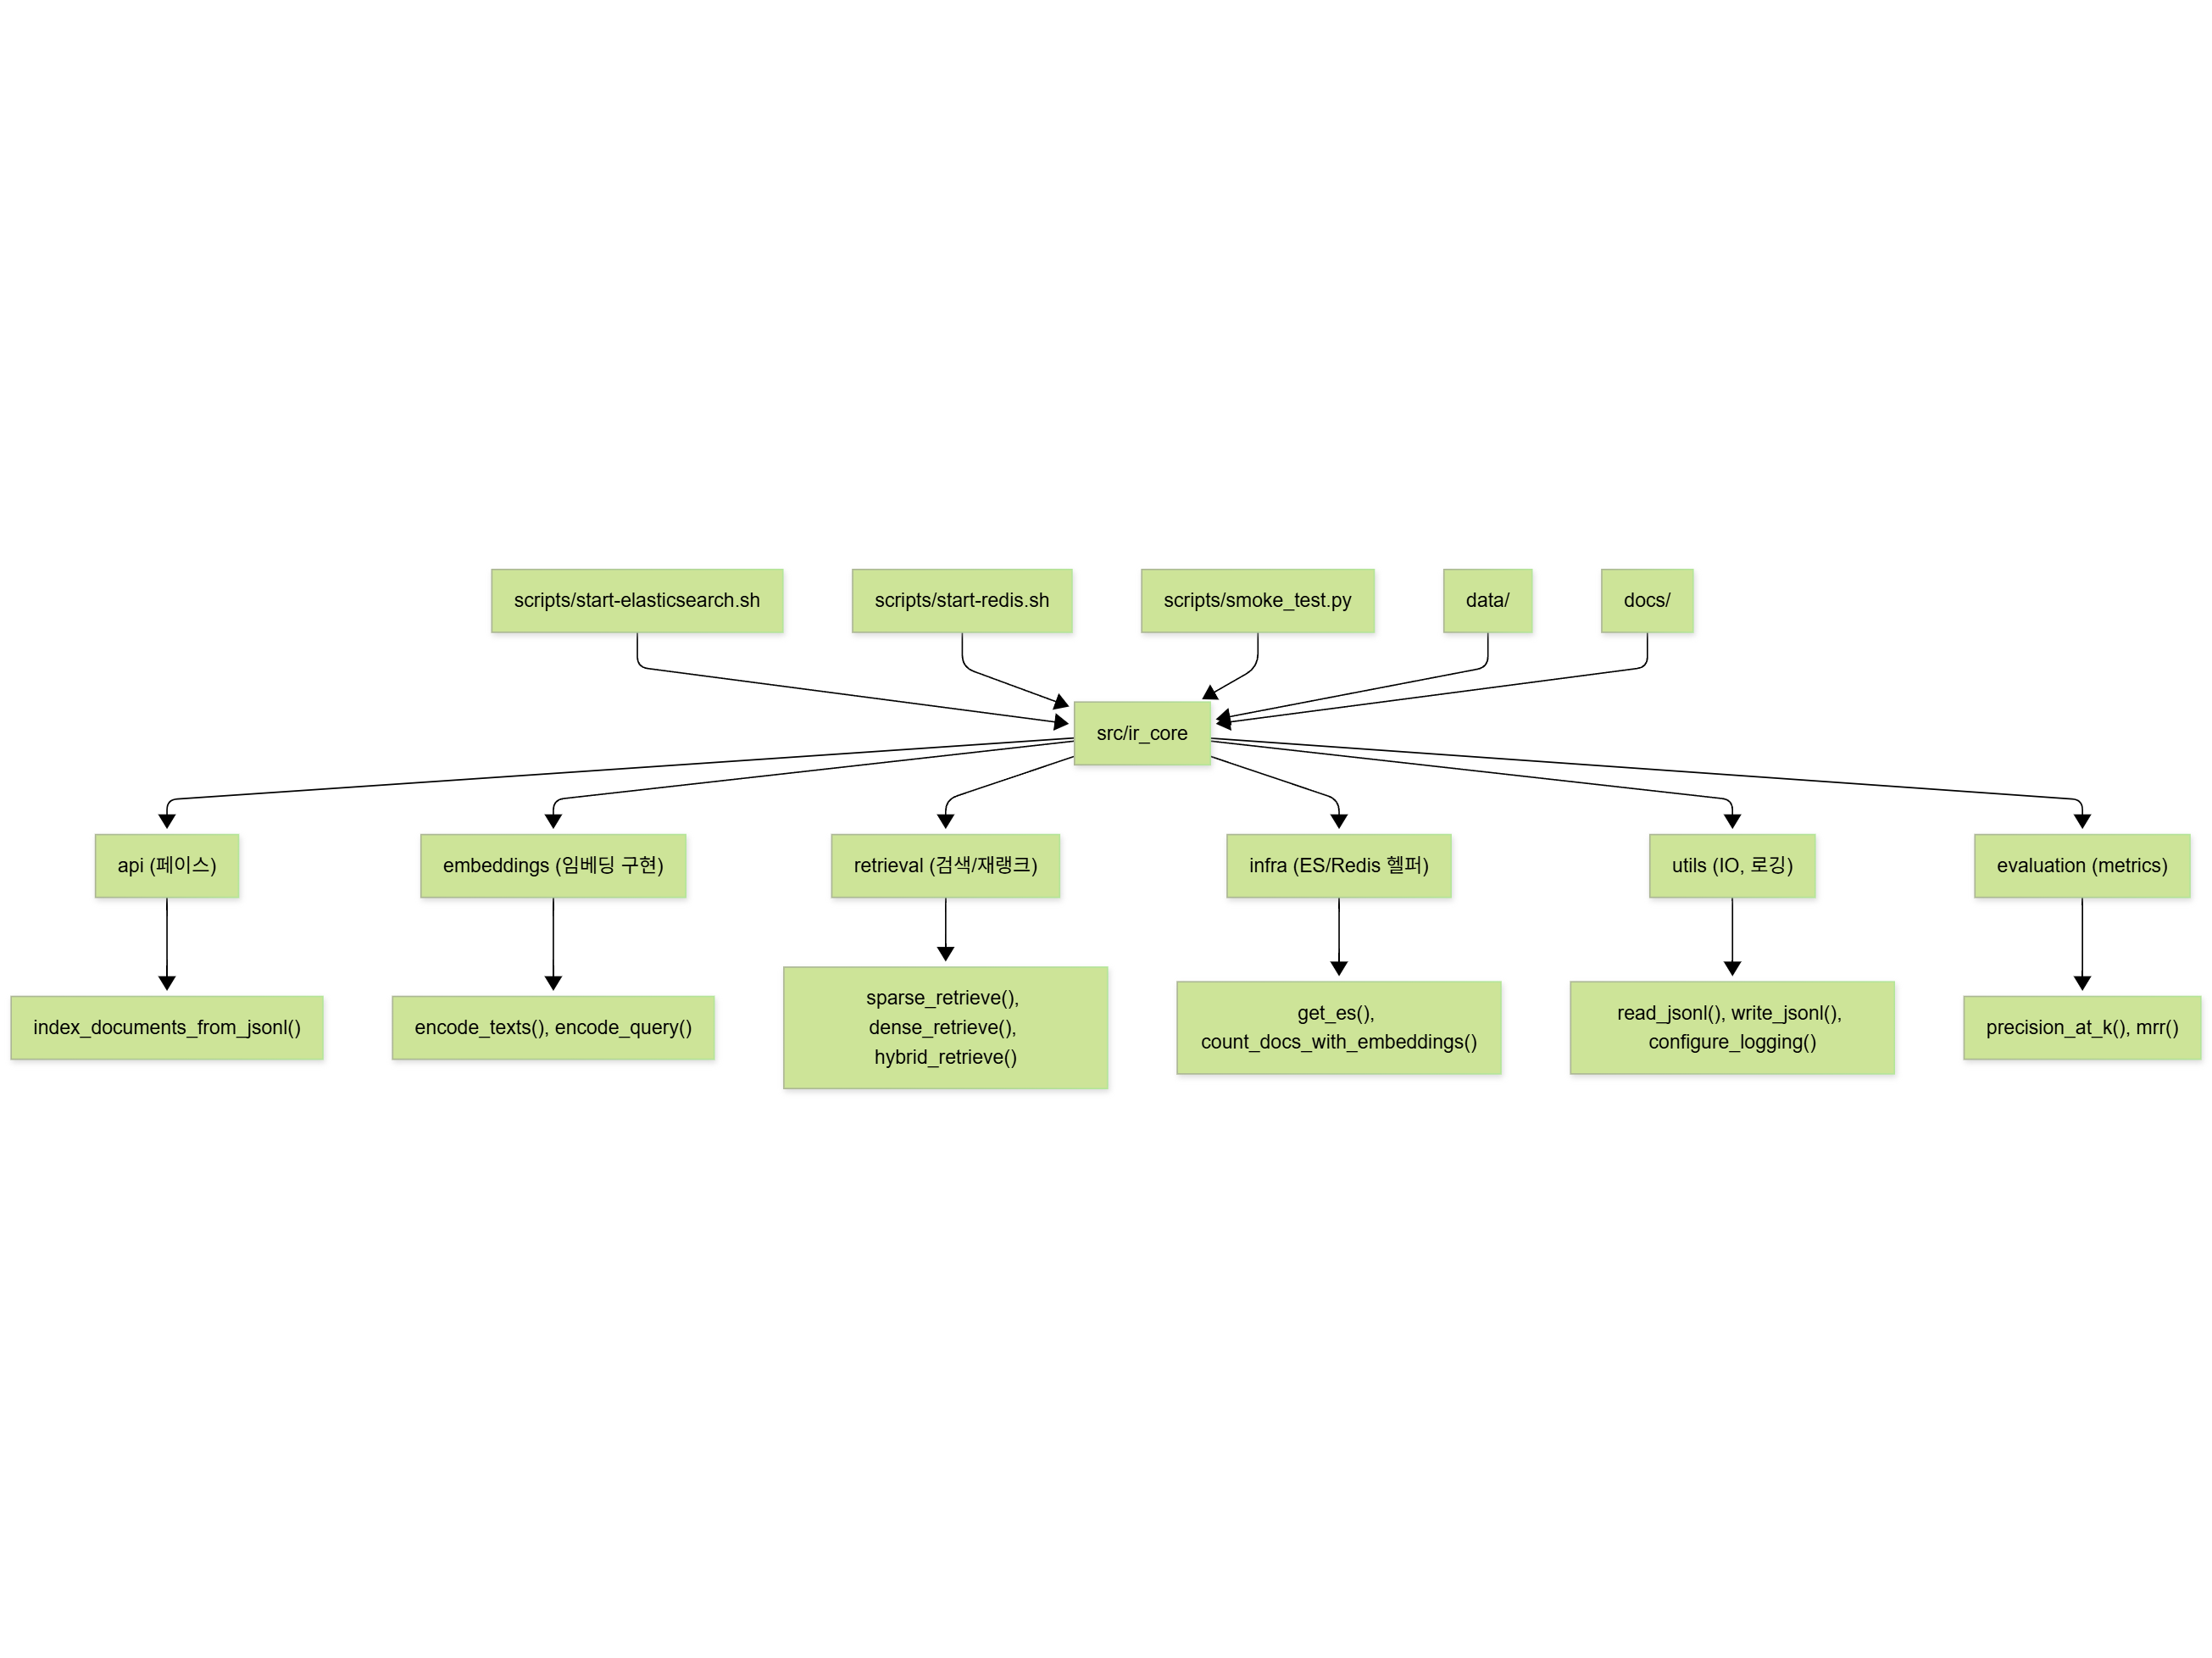 scripts/start-elasticsearch.sh
scripts/start-redis.sh
scripts/smoke_test.py
data/
docs/
src/ir_core
api (페이스)
embeddings (임베딩 구현)
retrieval (검색/재랭크)
infra (ES/Redis 헬퍼)
utils (IO, 로깅)
evaluation (metrics)
index_documents_from_jsonl()
encode_texts(), encode_query()
sparse_retrieve(),
dense_retrieve(),
hybrid_retrieve()
get_es(),
count_docs_with_embeddings()
read_jsonl(), write_jsonl(),
configure_logging()
precision_at_k(), mrr()